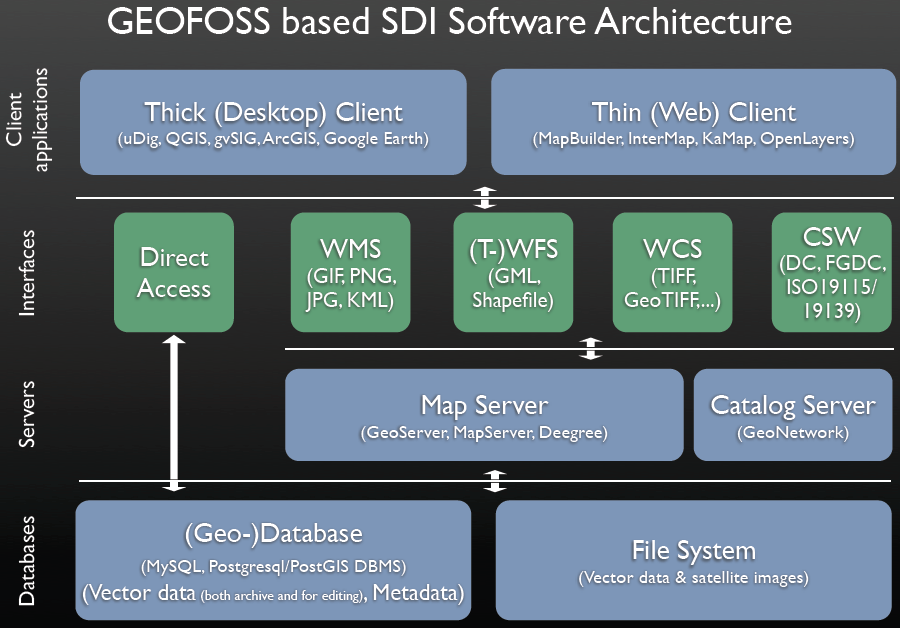 GEOFOSS based SDI Software Architecture
Client
applications
Thick (Desktop) Client
(uDig, QGIS, gvSIG, ArcGIS, Google Earth)
Thin (Web) Client
(MapBuilder, InterMap, KaMap, OpenLayers)
Interfaces
Direct
Access
WMS
(GIF, PNG,
JPG, KML)
(T-)WFS
(GML,
Shapefile)
WCS
(TIFF,
GeoTIFF,...)
CSW
(DC, FGDC,
ISO19115/
19139)
Servers
Map Server
(GeoServer, MapServer, Deegree)
Catalog Server
(GeoNetwork)
Databases
(Geo-)Database
(MySQL, Postgresql/PostGIS DBMS)
(Vector data (both archive and for editing), Metadata)
File System
(Vector data & satellite images)